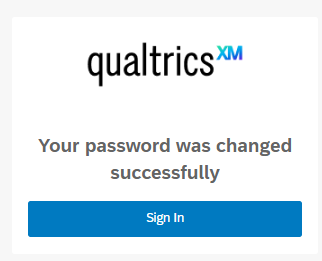 qualtrics XM
Your password was changed
successfully
Sign In